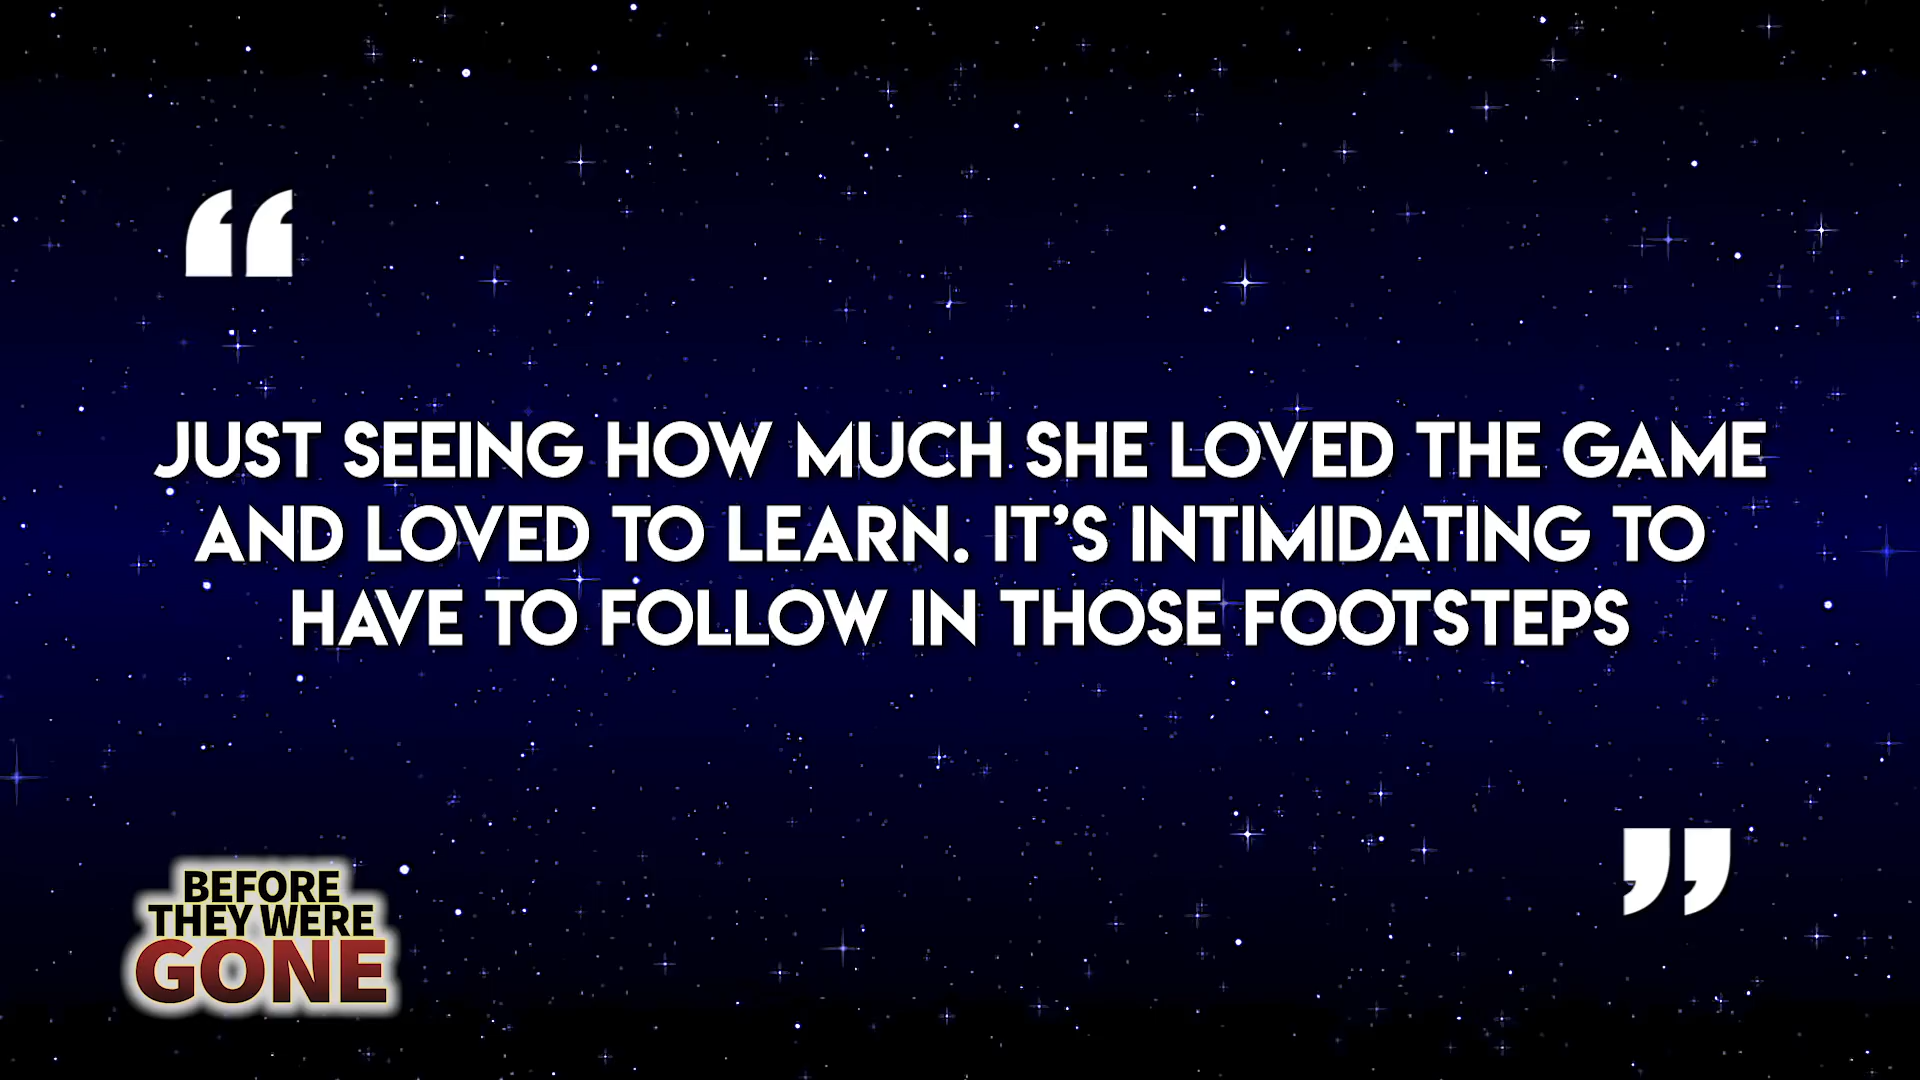 “
JUST SEEING HOW MUCH SHE LOVED THE GAME
AND LOVED TO LEARN. IT’S INTIMIDATING TO
HAVE TO FOLLOW IN THOSE FOOTSTEPS
”
BEFORE
THEY WERE
GONE